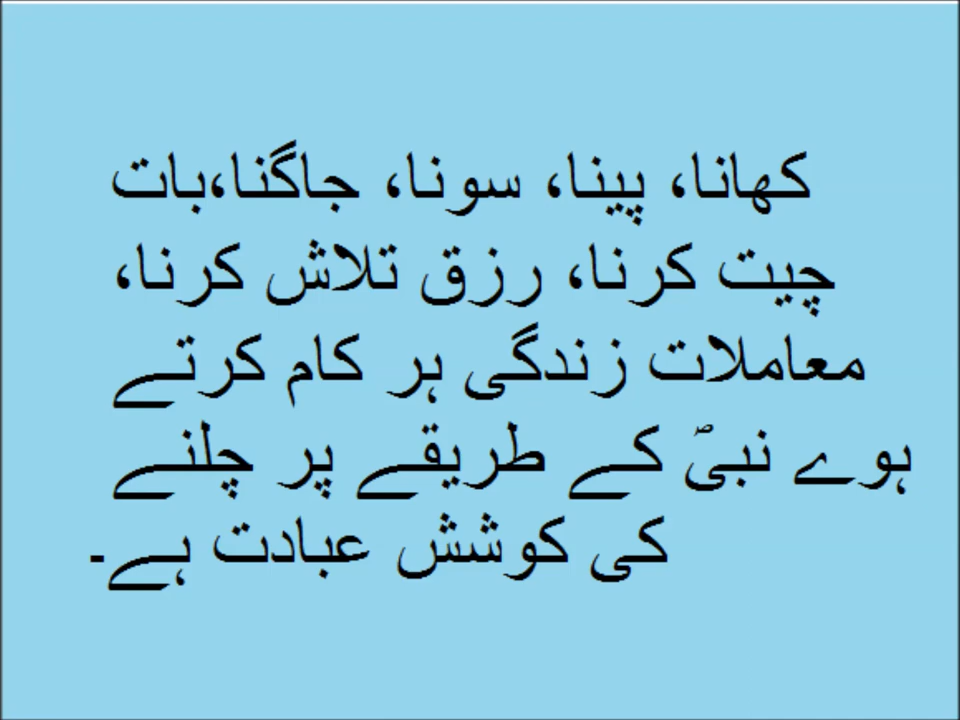 کھانا، پینا، سونا، جاگنا،بات
چیت کرنا، رزق تلاش کرنا،
معاملات زندگی ہر کام کرتے
ہوے نبیؐ کے طریقے پر چلنے
کی کوشش عبادت ہے۔